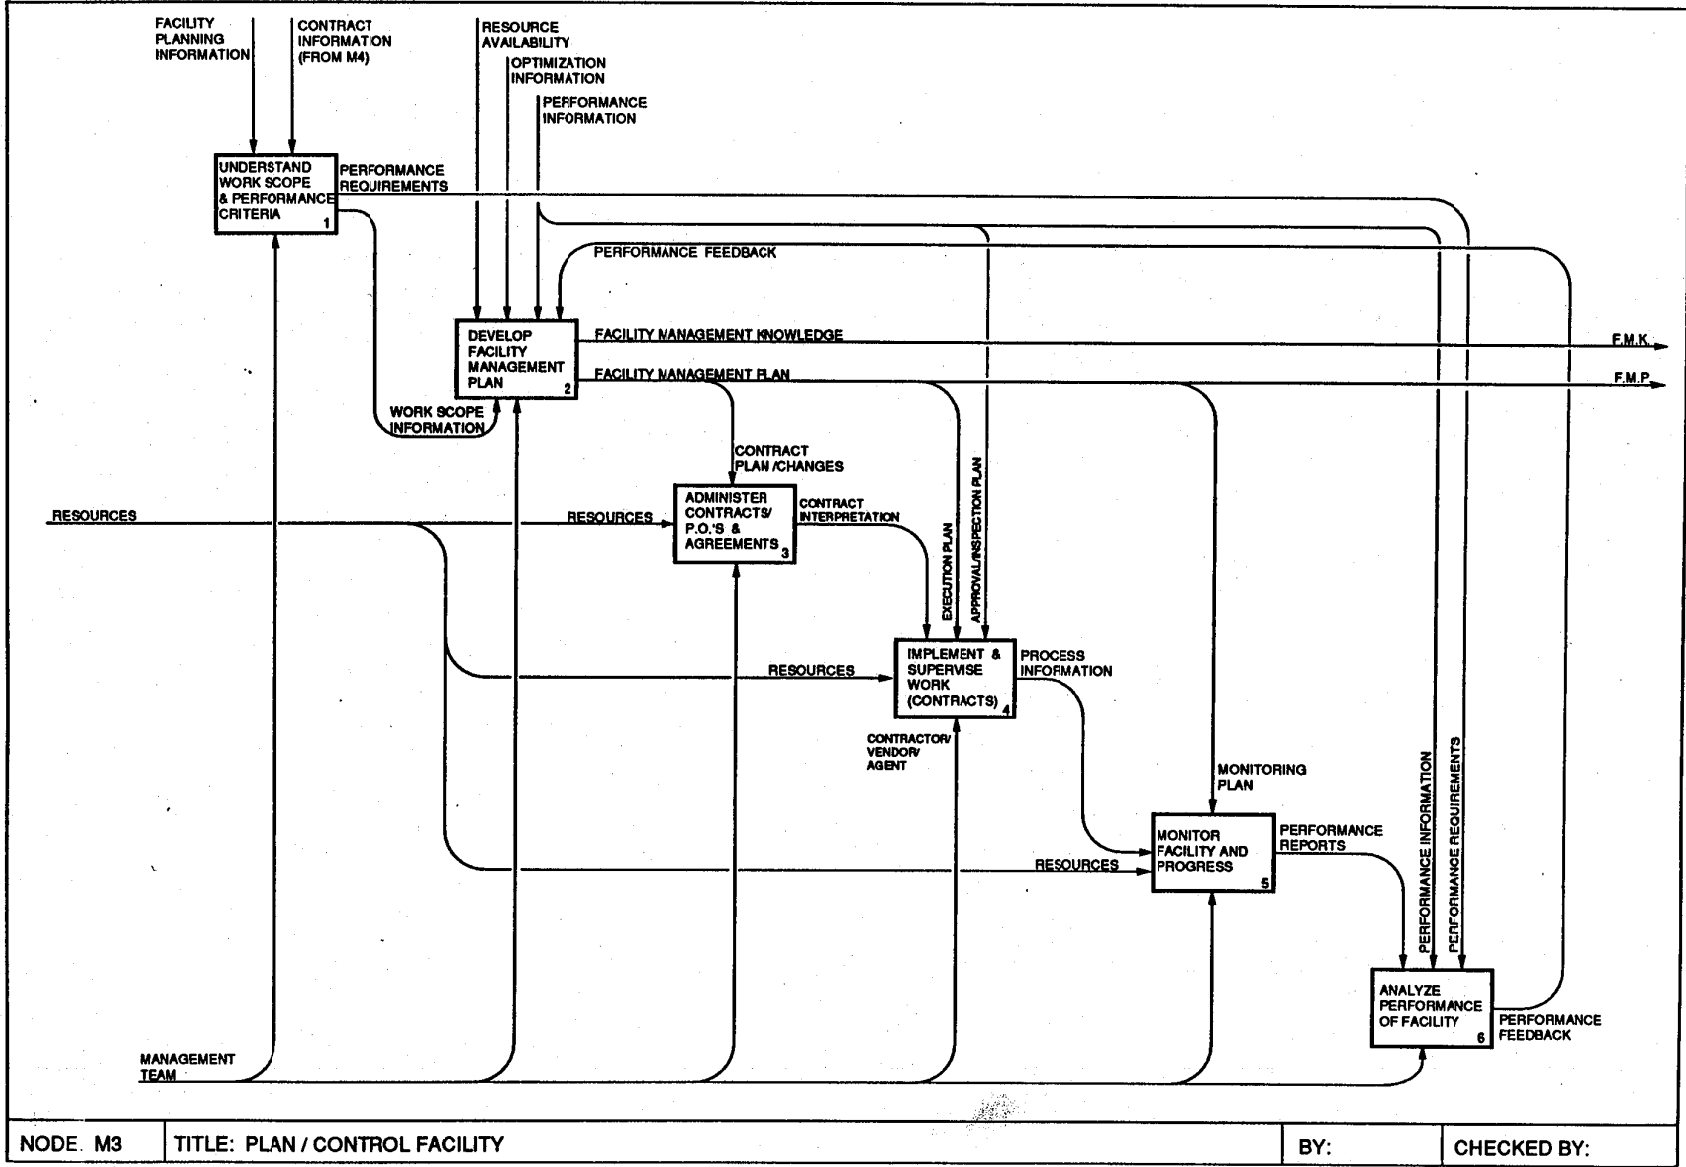 FACILITY
PLANNING
INFORMATION
CONTRACT
INFORMATION
(FROM M4)
RESOURCE
AVAILABILITY
OPTIMIZATION
INFORMATION
PERFORMANCE
INFORMATION
UNDERSTAND
WORK SCOPE
& PERFORMANCE
CRITERIA
1
PERFORMANCE
REQUIREMENTS
PERFORMANCE FEEDBACK
DEVELOP
FACILITY
MANAGEMENT
PLAN
2
FACILITY MANAGEMENT KNOWLEDGE
F.M.K.
FACILITY MANAGEMENT PLAN
F.M.P.
WORK SCOPE
INFORMATION
CONTRACT
PLAN/CHANGES
RESOURCES
RESOURCES
ADMINISTER
CONTRACTS/
P.O.'S &
AGREEMENTS
3
CONTRACT
INTERPRETATION
EXECUTION PLAN
APPROVAL/INSPECTION PLAN
RESOURCES
IMPLEMENT &
SUPERVISE
WORK
(CONTRACTS)
4
PROCESS
INFORMATION
CONTRACTOR/
VENDOR/
AGENT
MONITORING
PLAN
RESOURCES
MONITOR
FACILITY AND
PROGRESS
5
PERFORMANCE
REPORTS
PERFORMANCE INFORMATION
PERFORMANCE REQUIREMENTS
ANALYZE
PERFORMANCE
OF FACILITY
6
PERFORMANCE
FEEDBACK
MANAGEMENT
TEAM
NODE. M3
TITLE: PLAN / CONTROL FACILITY
BY:
CHECKED BY: